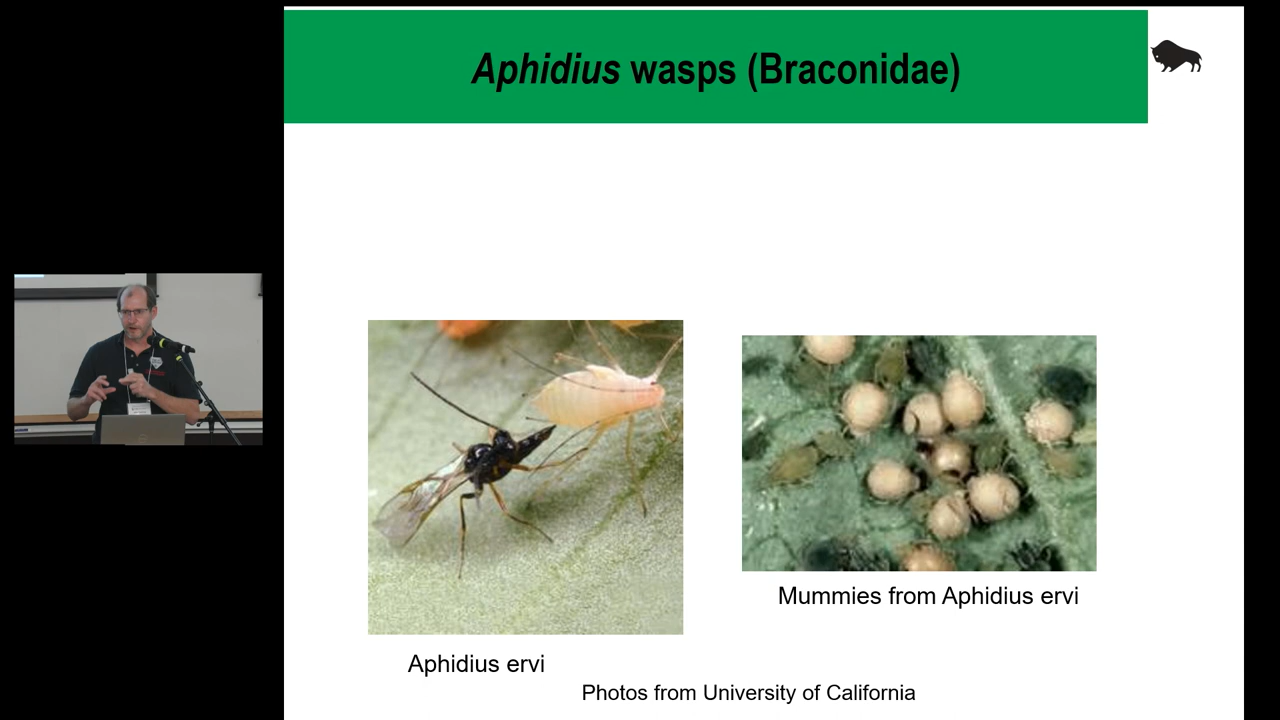 Aphidius wasps (Braconidae)
Mummies from Aphidius ervi
Aphidius ervi
Photos from University of California